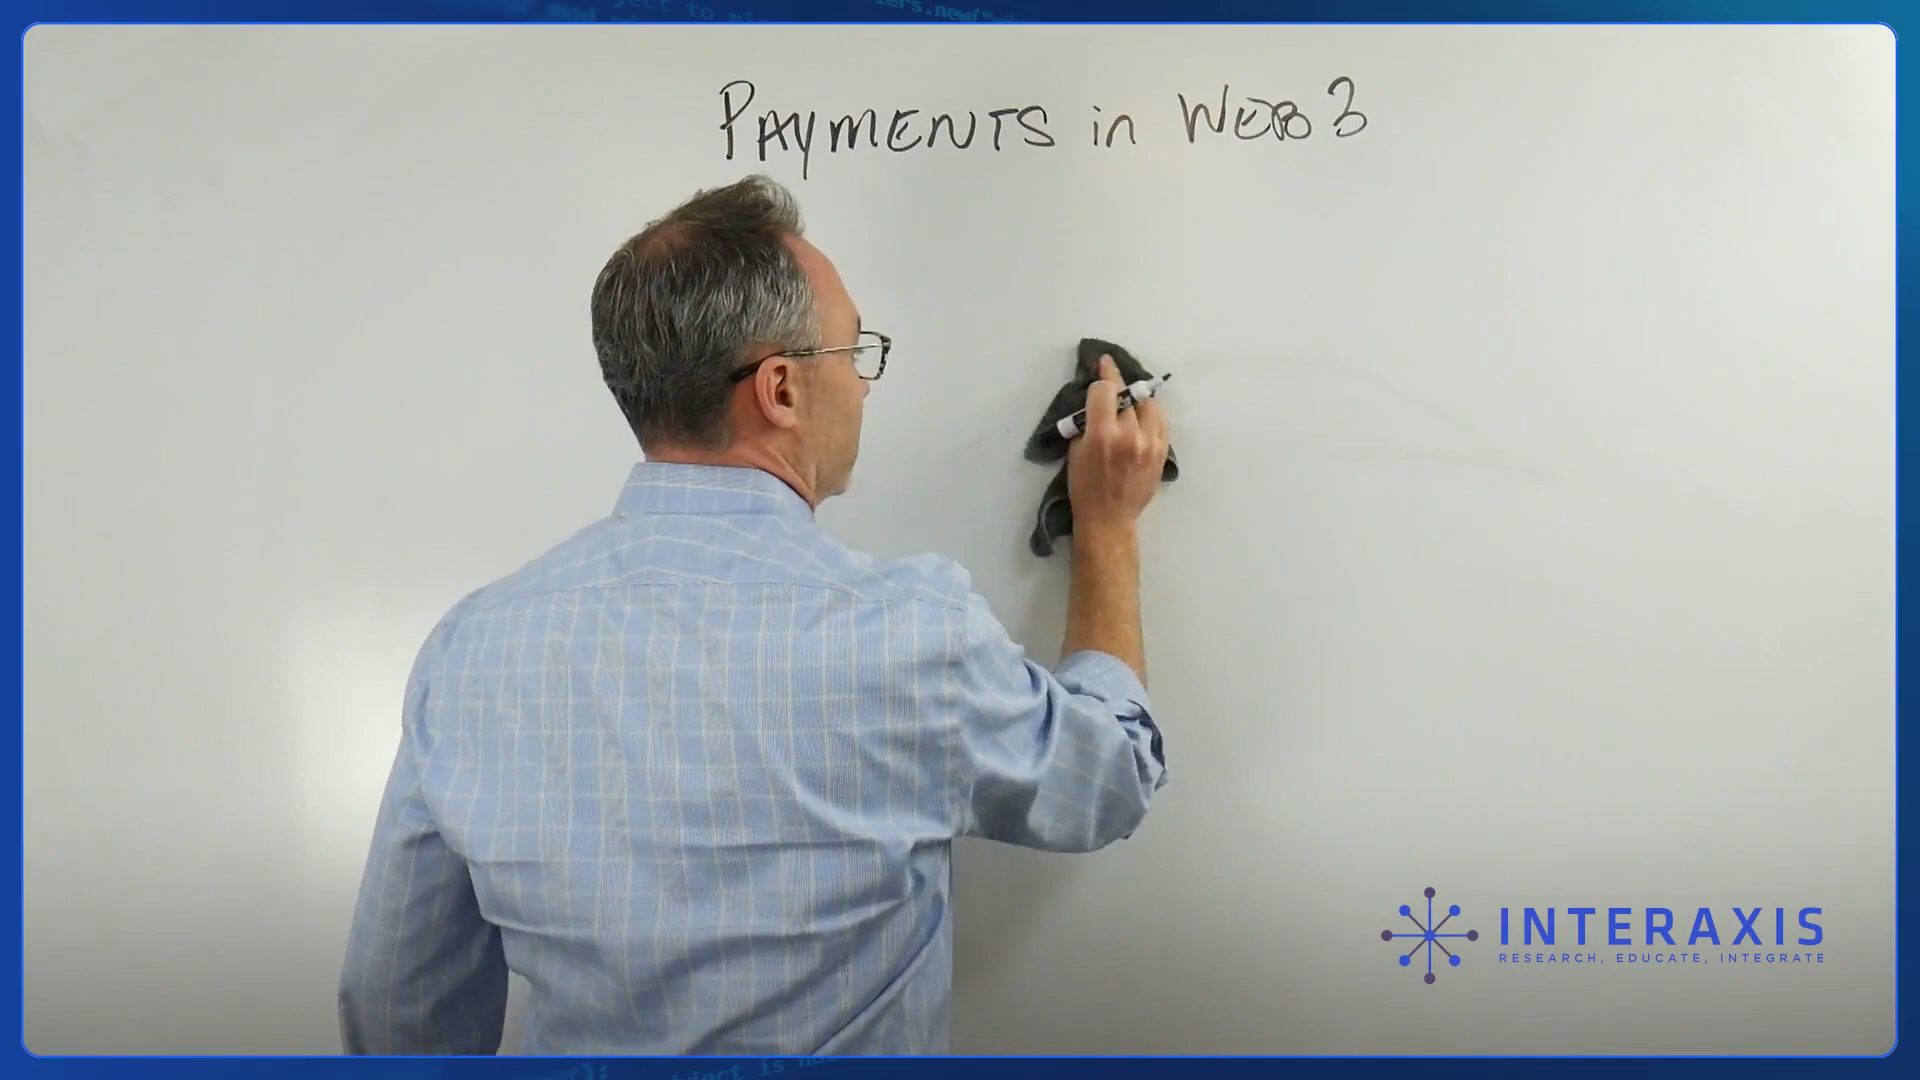 PAYMENTS in WEB3
INTERAXIS
RESEARCH, EDUCATE, INTEGRATE